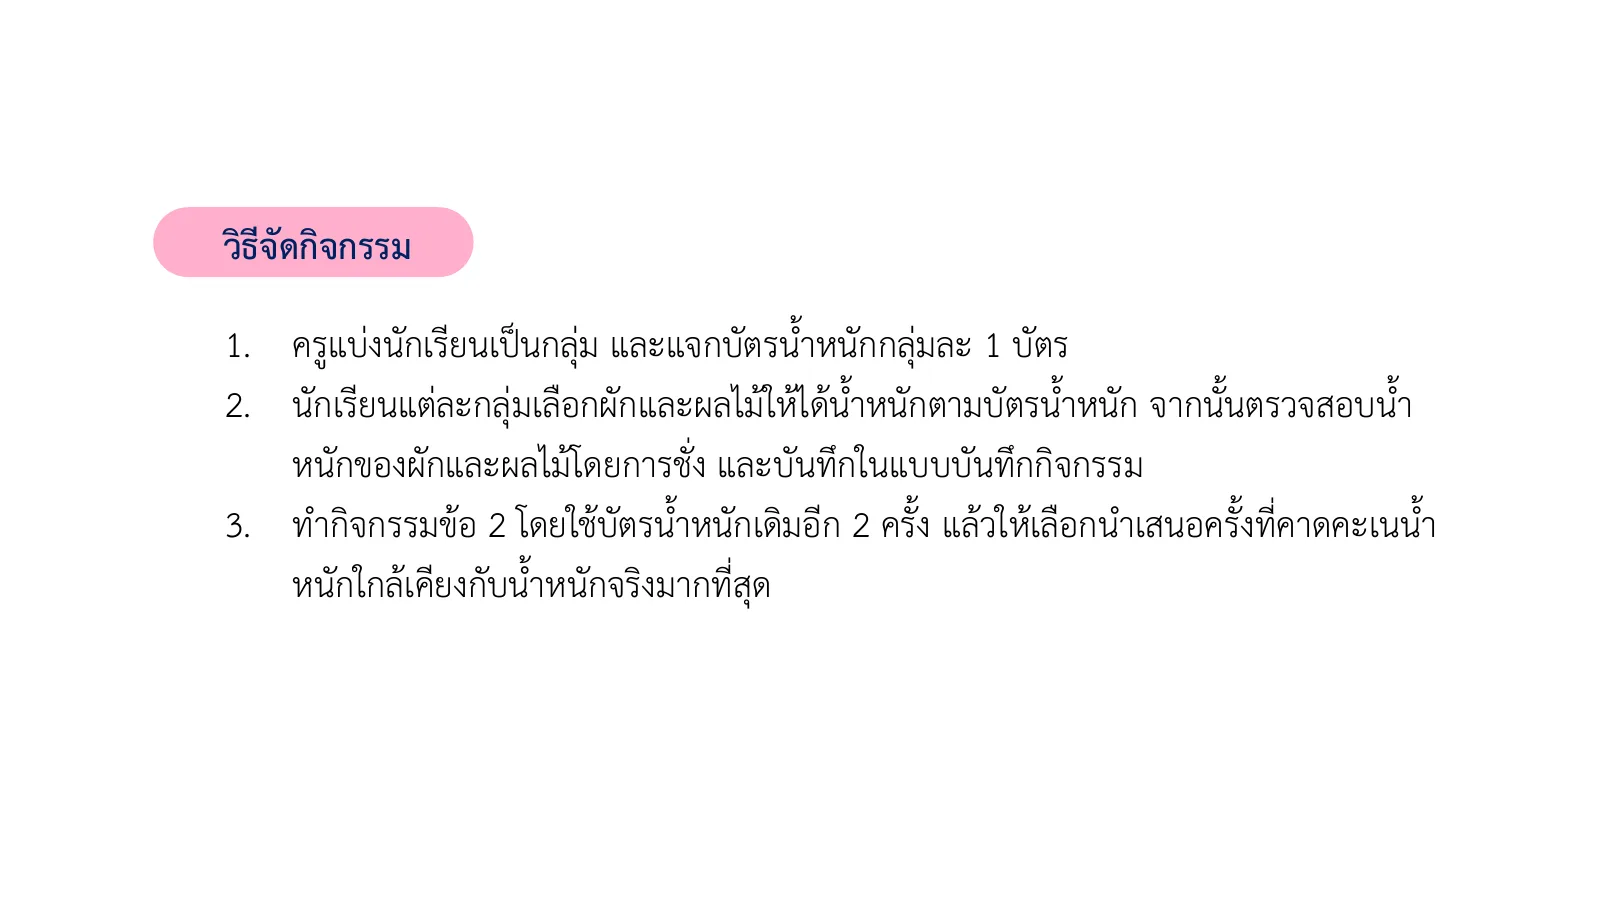 วิธีจัดกิจกรรม
1. ครูแบ่งนักเรียนเป็นกลุ่ม และแจกบัตรน้ำหนักกลุ่มละ 1 บัตร
2. นักเรียนแต่ละกลุ่มเลือกผักและผลไม้ให้ได้น้ำหนักตามบัตรน้ำหนัก จากนั้นตรวจสอบน้ำ
หนักของผักและผลไม้โดยการชั่ง และบันทึกในแบบบันทึกกิจกรรม
3. ทำกิจกรรมข้อ 2 โดยใช้บัตรน้ำหนักเดิมอีก 2 ครั้ง แล้วให้เลือกนำเสนอครั้งที่คาดคะเนน้ำ
หนักใกล้เคียงกับน้ำหนักจริงมากที่สุด